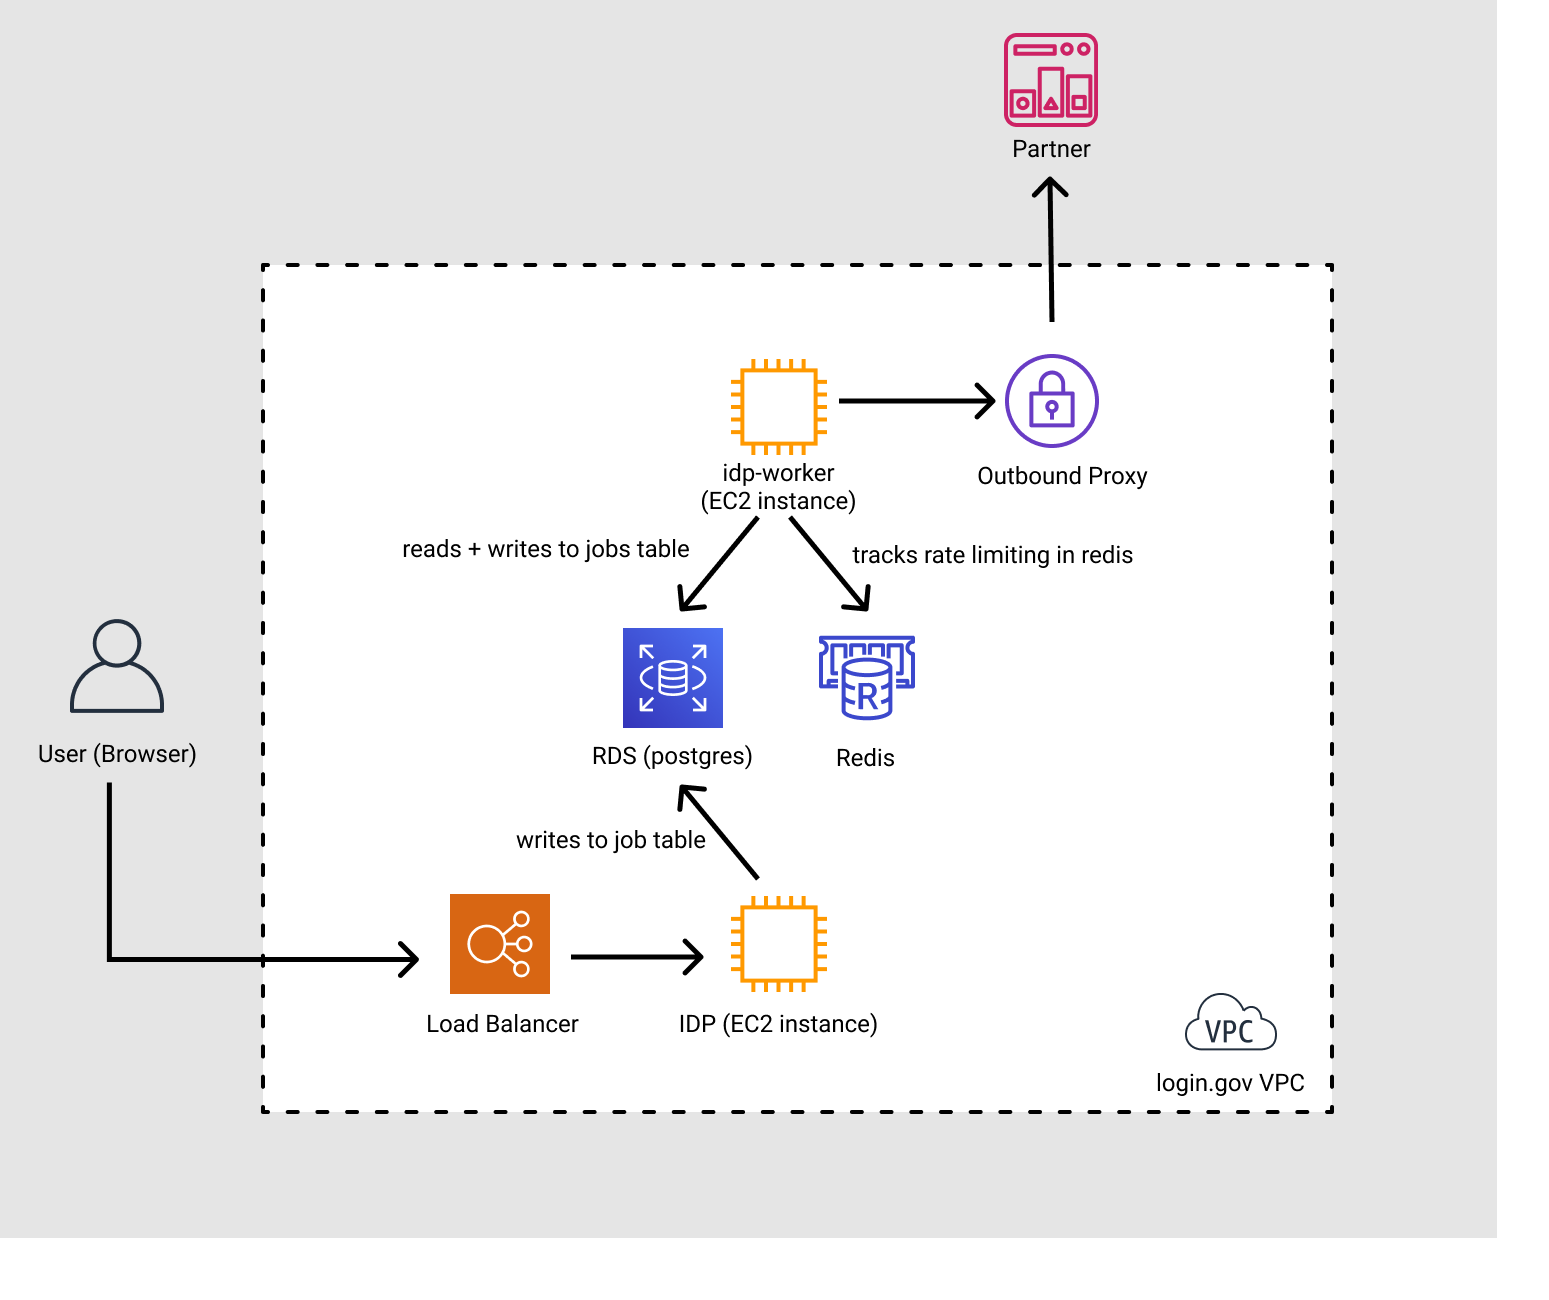 Partner
idp-worker
(EC2 instance)
Outbound Proxy
reads + writes to jobs table
tracks rate limiting in redis
R
User (Browser)
RDS (postgres)
Redis
writes to job table
Load Balancer
IDP (EC2 instance)
VPC
login.gov VPC